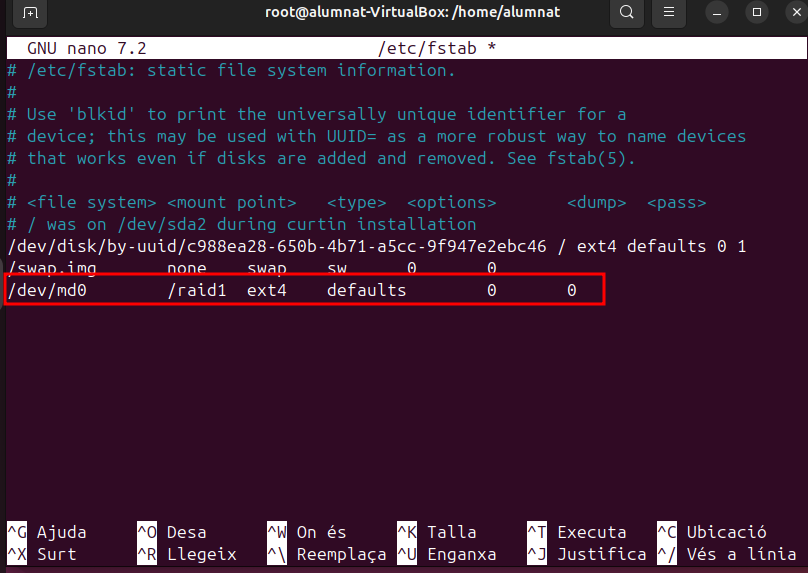 root@alumnat-VirtualBox: /home/alumnat
GNU nano 7.2 /etc/fstab *
# /etc/fstab: static file system information.
#
# Use 'blkid' to print the universally unique identifier for a
# device; this may be used with UUID= as a more robust way to name devices
# that works even if disks are added and removed. See fstab(5).
#
# <file system> <mount point>   <type>  <options>       <dump>  <pass>
# / was on /dev/sda2 during curtin installation
/dev/disk/by-uuid/c988ea28-650b-4b71-a5cc-9f947e2ebc46 / ext4 defaults 0 1
/swap.img       none    swap    sw      0       0
/dev/md0        /raid1  ext4    defaults        0       0
^G Ajuda ^O Desa ^W On és ^K Talla ^T Executa ^C Ubicació
^X Surt ^R Llegeix ^\ Reemplaça ^U Enganxa ^J Justifica ^/ Vés a línia